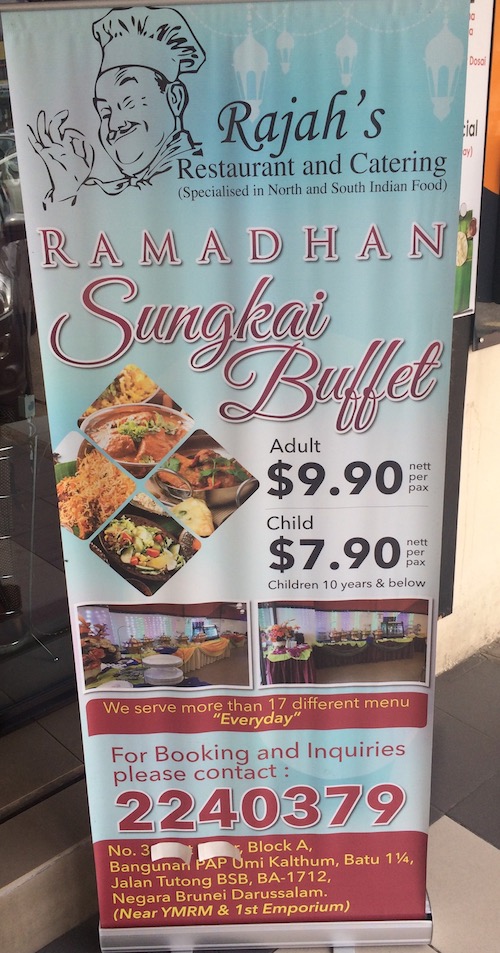 Rajah's
Restaurant and Catering
(Specialised in North and South Indian Food)
RAMADHAN
Sungkai
Buffet
Adult
$9.90 nett per pax
Child
$7.90 nett per pax
Children 10 years & below
We serve more than 17 different menu
"Everyday"
For Booking and Inquiries
please contact :
2240379
No. Block A,
Bangunan PAP Umi Kalthum, Batu 1¼,
Jalan Tutong BSB, BA-1712,
Negara Brunei Darussalam.
(Near YMRM & 1st Emporium)
Dosai